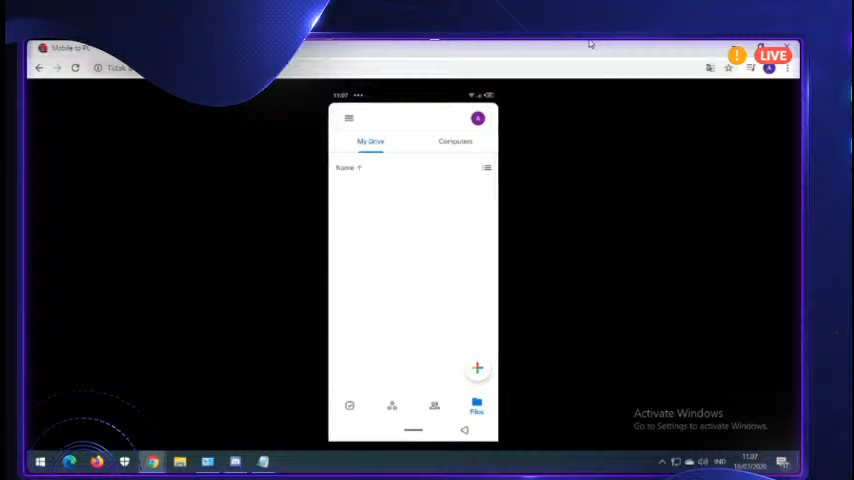 Mobile to PC
LIVE
Tidak
A
11:07
A
My Drive
Computers
Name ↑
Files
Activate Windows
Go to Settings to activate Windows.
IND
11.07